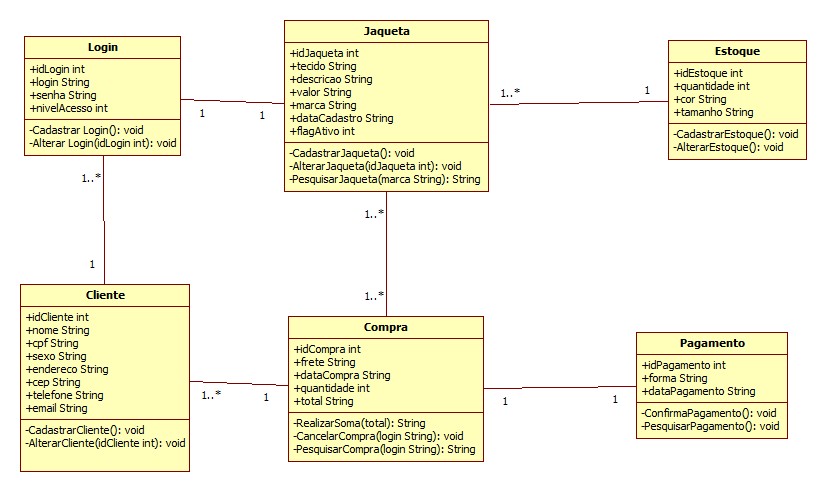 Login
+idLogin int
+login String
+senha String
+nivelAcesso int
-Cadastrar Login(): void
-Alterar Login(idLogin int): void
1
1
Jaqueta
+idJaqueta int
+tecido String
+descricao String
+valor String
+marca String
+dataCadastro String
+flagAtivo int
-CadastrarJaqueta(): void
-AlterarJaqueta(idJaqueta int): void
-PesquisarJaqueta(marca String): String
1..*
1
Estoque
+idEstoque int
+quantidade int
+cor String
+tamanho String
-CadastrarEstoque(): void
-AlterarEstoque(): void
1..*
1
1..*
1..*
Cliente
+idCliente int
+nome String
+cpf String
+sexo String
+endereco String
+cep String
+telefone String
+email String
-CadastrarCliente(): void
-AlterarCliente(idCliente int): void
1..*
1
Compra
+idCompra int
+frete String
+dataCompra String
+quantidade int
+total String
-RealizarSoma(total): String
-CancelarCompra(login String): void
-PesquisarCompra(login String): String
1
1
Pagamento
+idPagamento int
+forma String
+dataPagamento String
-ConfirmaPagamento(): void
-PesquisarPagamento(): void